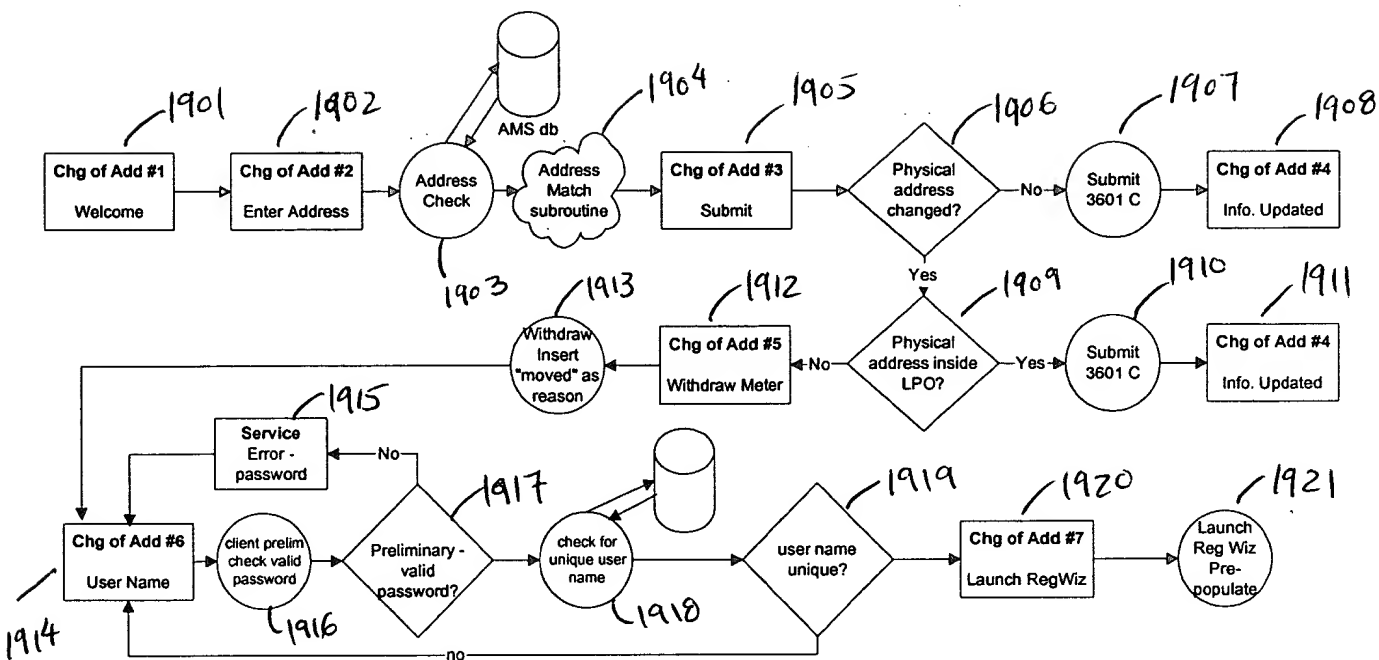 1901
1902
1904
1905
1906
1907
1908
AMS db
Chg of Add #1
Welcome
Chg of Add #2
Enter Address
Address
Check
Address
Match
subroutine
Chg of Add #3
Submit
Physical
address
changed?
No
Submit
3601 C
Chg of Add #4
Info. Updated
1903
Yes
1913
1912
1909
1910
1911
Withdraw
Insert
"moved" as
reason
Chg of Add #5
Withdraw Meter
No
Physical
address inside
LPO?
Yes
Submit
3601 C
Chg of Add #4
Info. Updated
1915
Service
Error -
password
No
1917
1919
1920
1921
Chg of Add #6
User Name
client prelim
check valid
password
Preliminary -
valid
password?
check for
unique user
name
user name
unique?
Chg of Add #7
Launch RegWiz
Launch
Reg Wiz
Pre-
populate
1914
1916
1918
no